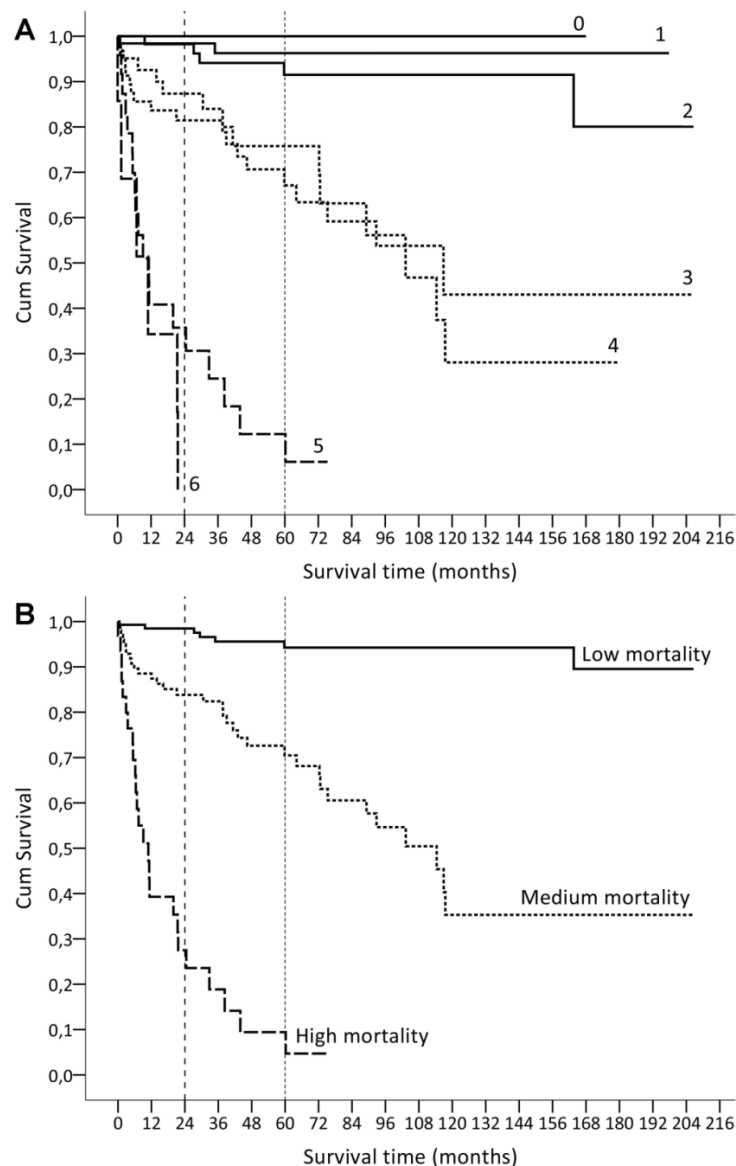 A
0
1
1,0
0,9
2
0,8
0,7
0,6
0,5
3
0,4
4
0,3
0,2
0,1
5
6
0,0
Cum Survival
0 12 24 36 48 60 72 84 96 108 120 132 144 156 168 180 192 204 216
Survival time (months)
B
1,0
Low mortality
0,9
0,8
0,7
0,6
0,5
0,4
Medium mortality
0,3
0,2
0,1
High mortality
0,0
Cum Survival
0 12 24 36 48 60 72 84 96 108 120 132 144 156 168 180 192 204 216
Survival time (months)